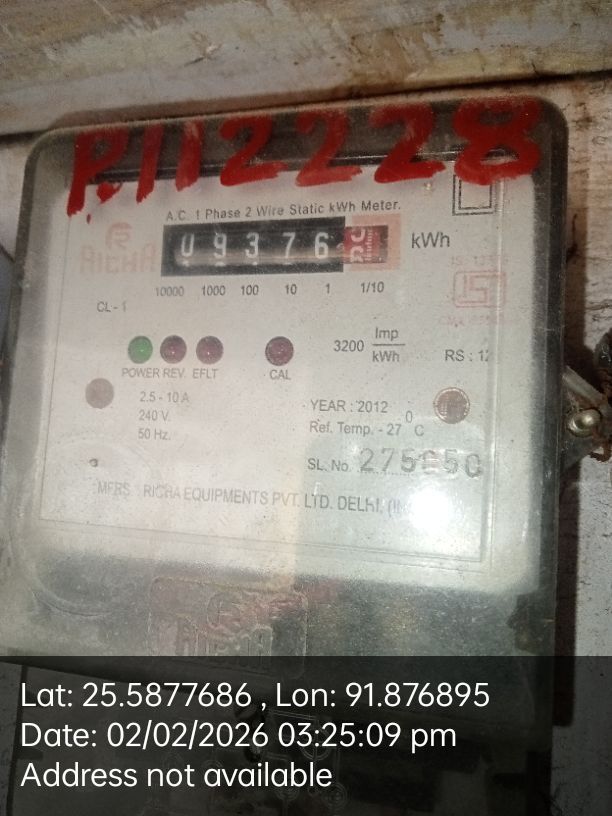 P.112228
A.C. 1 Phase 2 Wire Static kWh Meter.
RICHA
09376 kWh
10000 1000 100 10 1 1/10
CL - 1
3200 Imp/kWh
RS : 12
POWER REV. EFLT CAL
2.5 - 10 A
240 V.
50 Hz.
YEAR : 2012
Ref. Temp. - 27 0 C
SL. No.
MFRS : RICHA EQUIPMENTS PVT. LTD. DELHI,
RICHA
Lat: 25.5877686 , Lon: 91.876895
Date: 02/02/2026 03:25:09 pm
Address not available